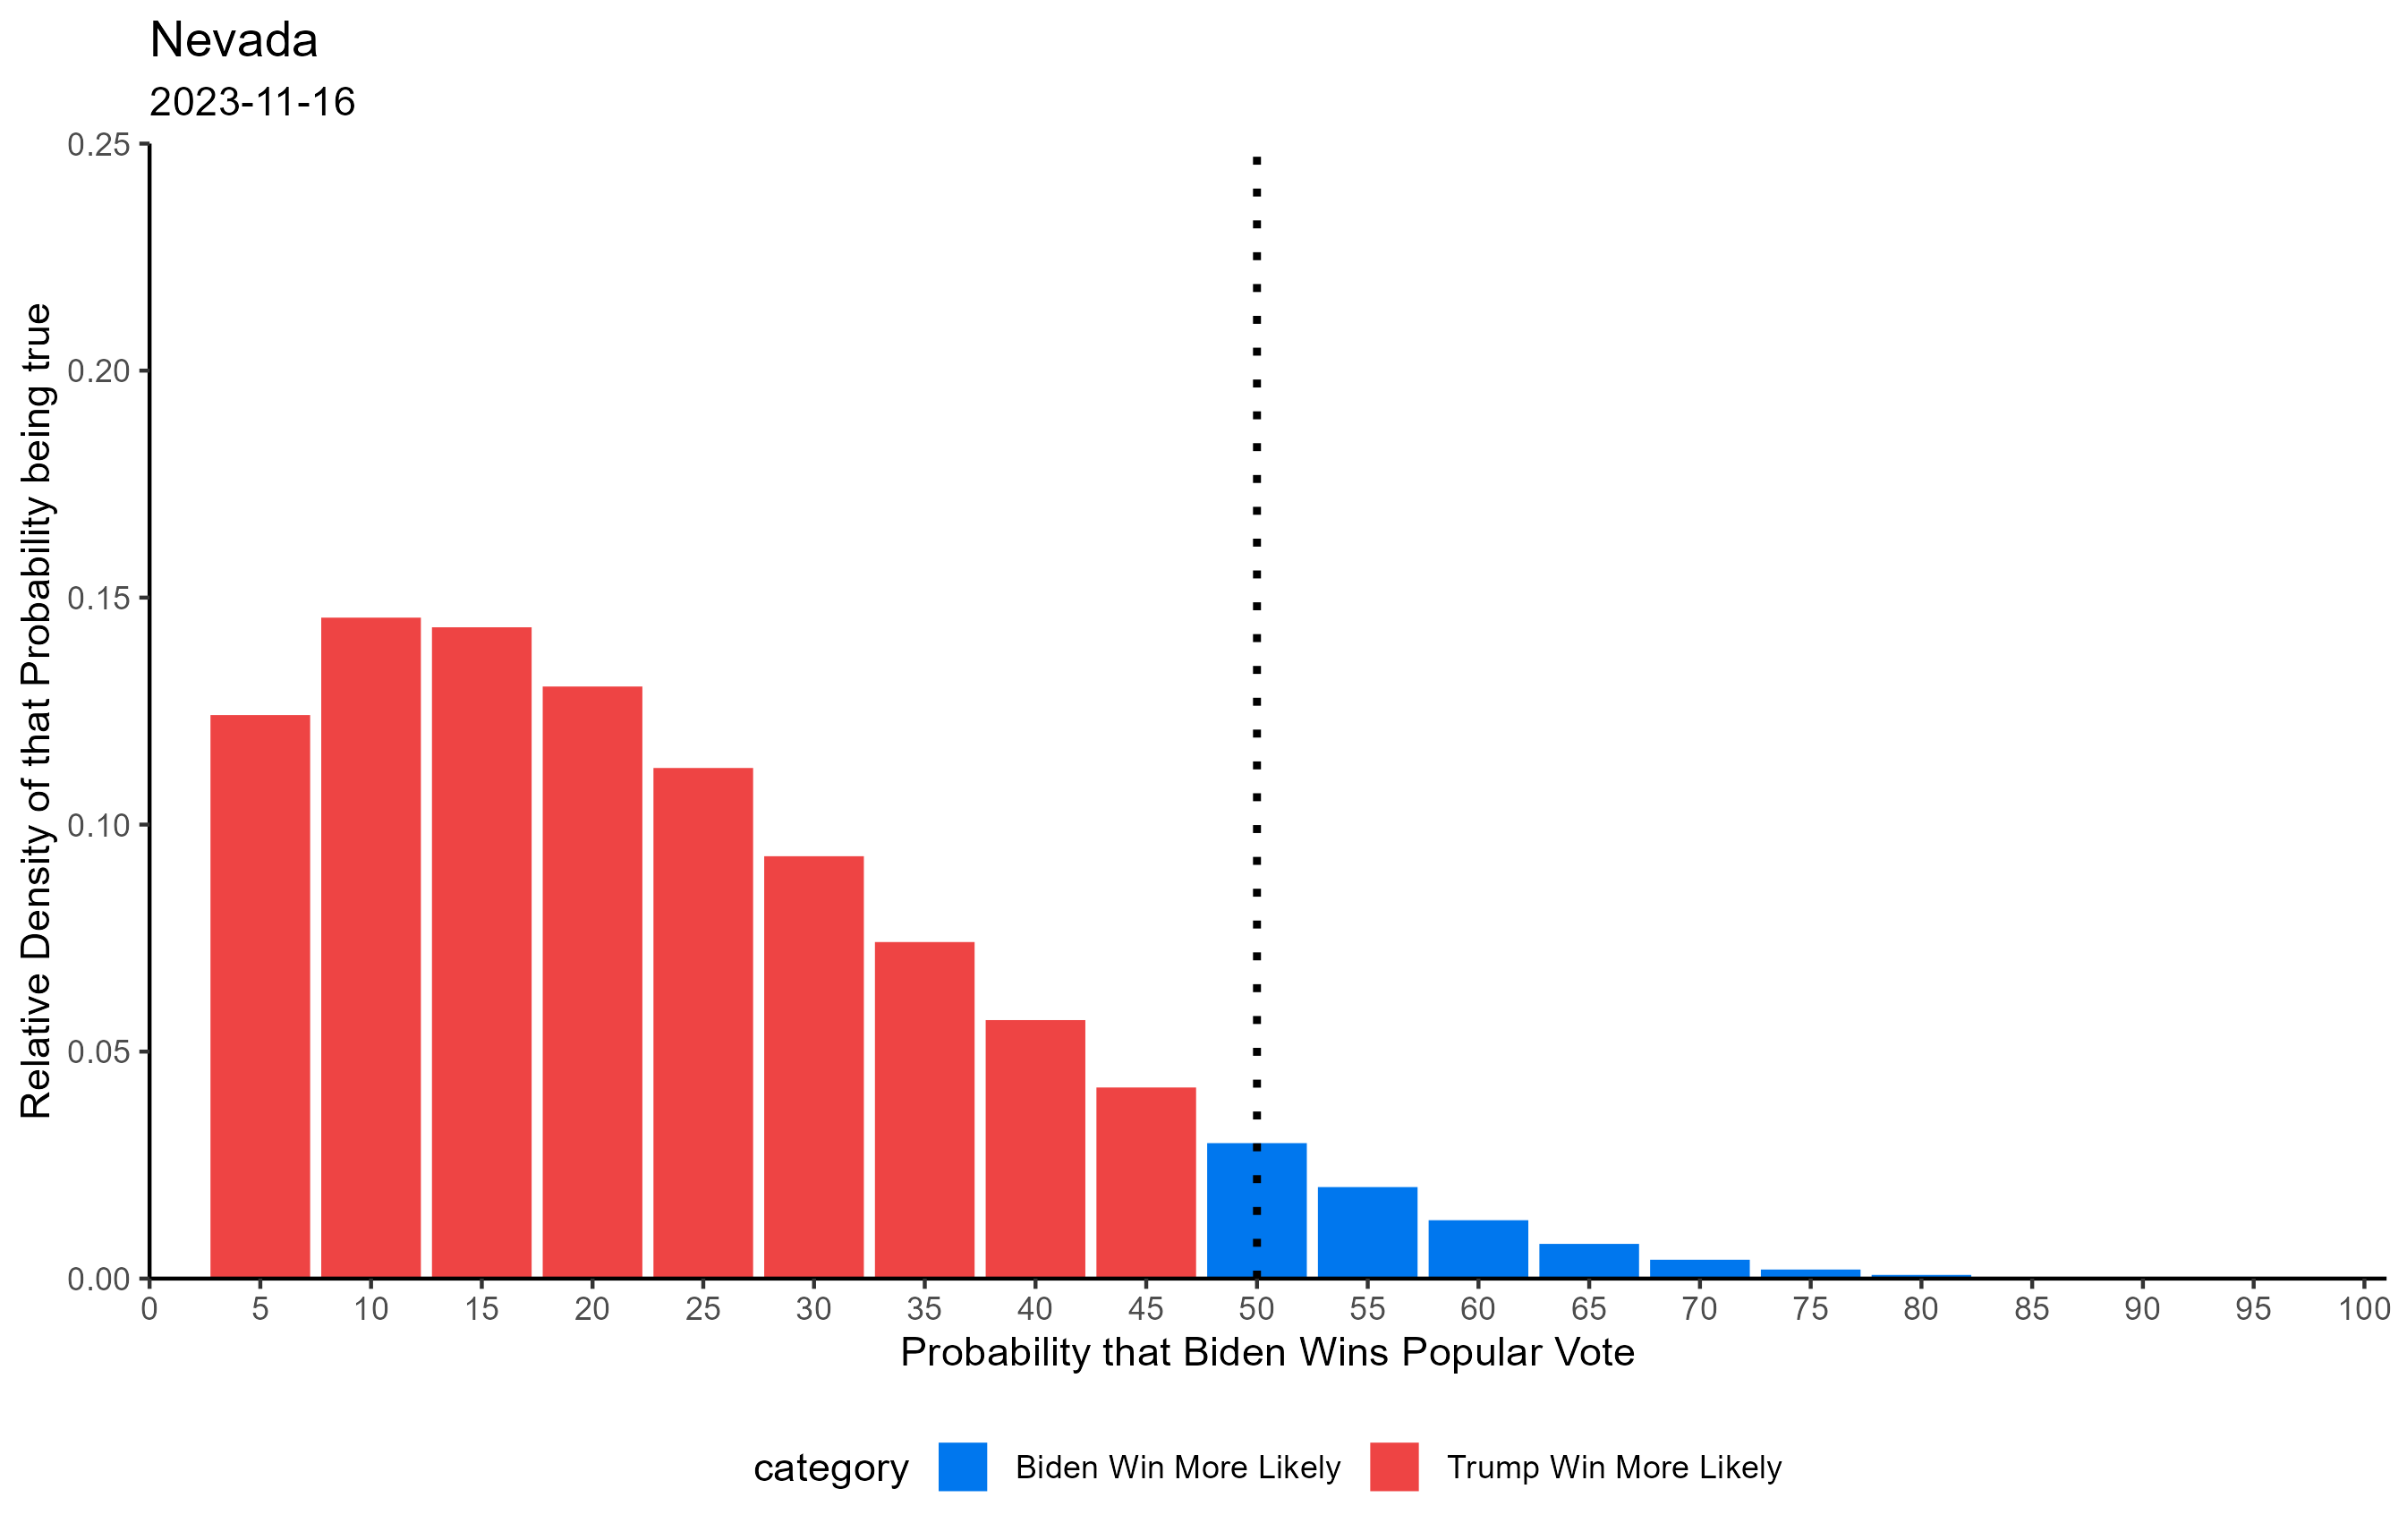 Nevada
2023-11-16
Relative Density of that Probability being true
0.25
0.20
0.15
0.10
0.05
0.00
0 5 10 15 20 25 30 35 40 45 50 55 60 65 70 75 80 85 90 95 100
Probability that Biden Wins Popular Vote
category Biden Win More Likely Trump Win More Likely